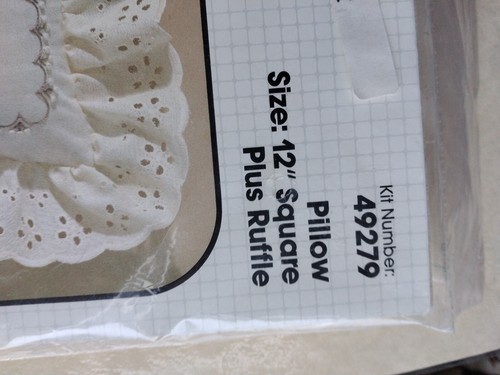 Kit Number:
49279
Pillow
Size: 12" Square
Plus Ruffle